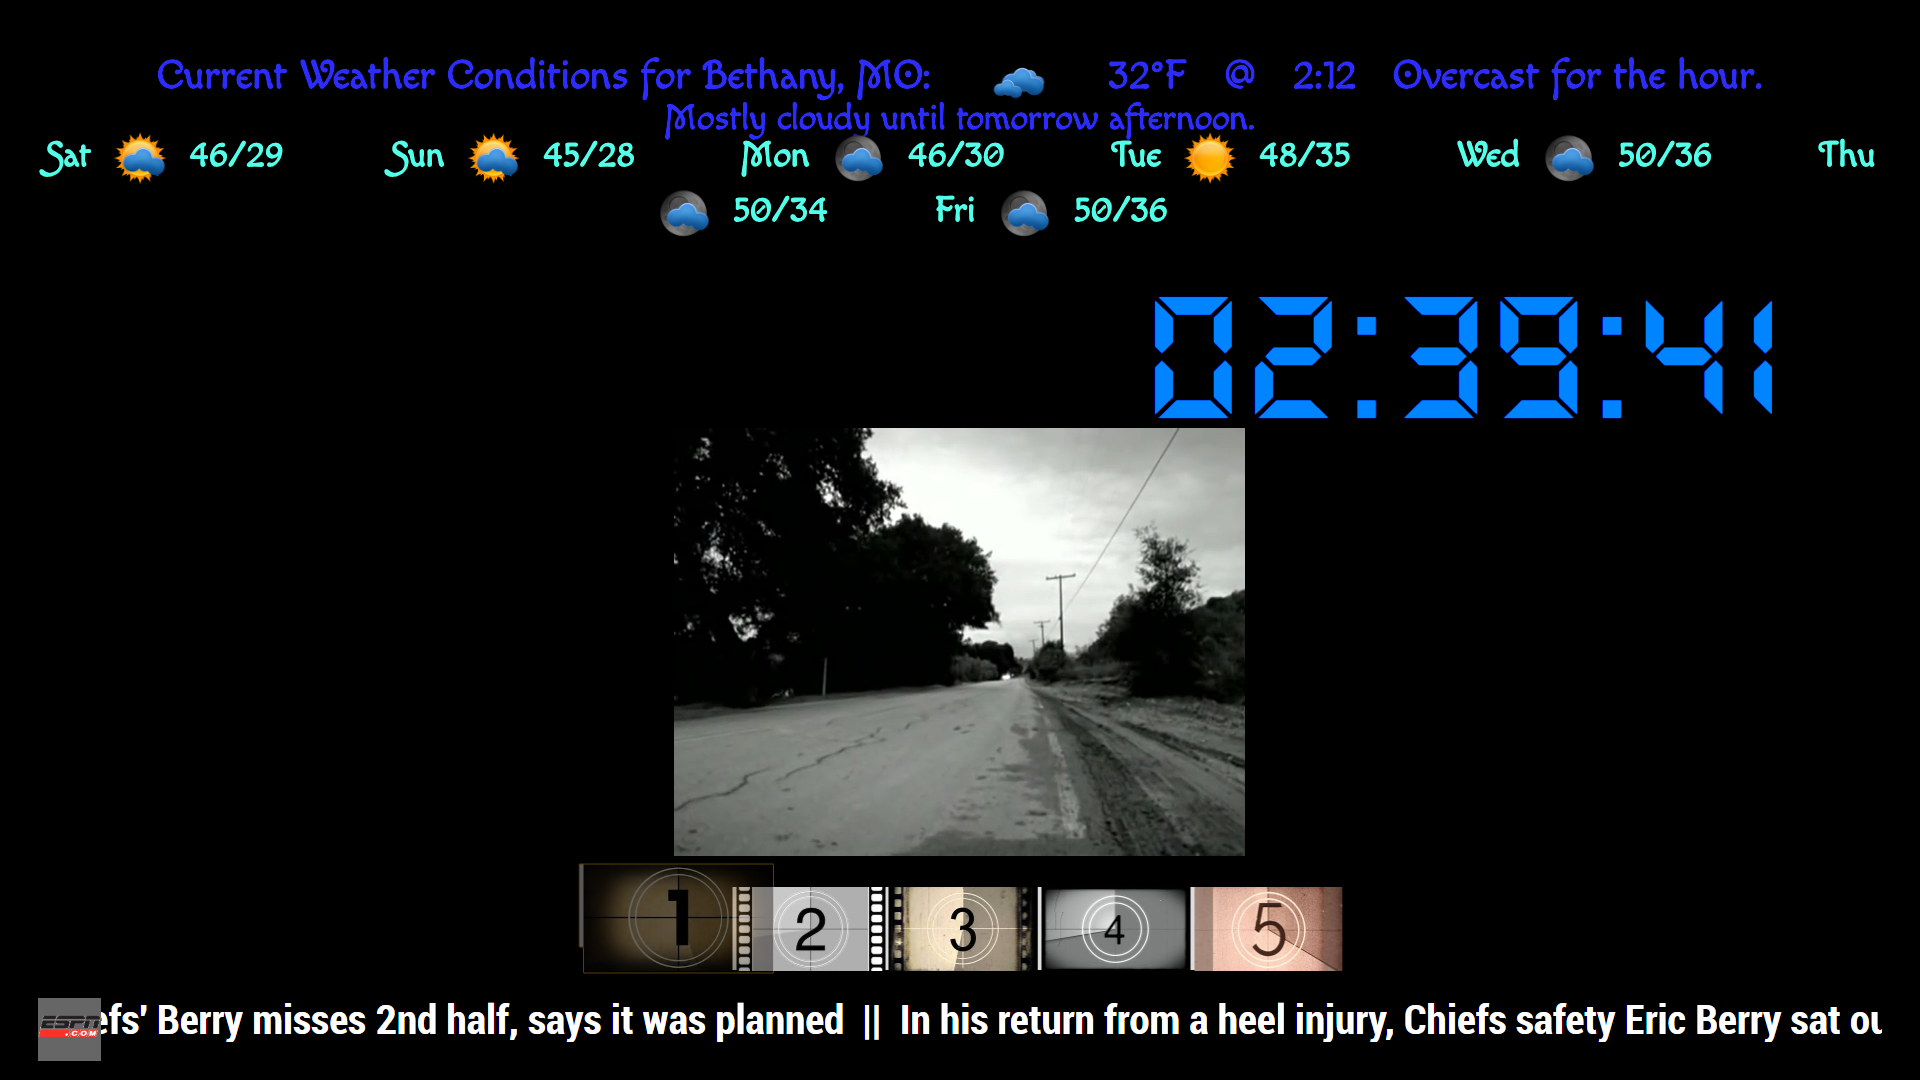 Current Weather Conditions for Bethany, MO: 32°F @ 2:12 Overcast for the hour.
Mostly cloudy until tomorrow afternoon.
Sat 46/29 Sun 45/28 Mon 46/30 Tue 48/35 Wed 50/36 Thu
50/34 Fri 50/36
02:39:41
1 2 3 4 5
ESPN .COM efs' Berry misses 2nd half, says it was planned || In his return from a heel injury, Chiefs safety Eric Berry sat ou